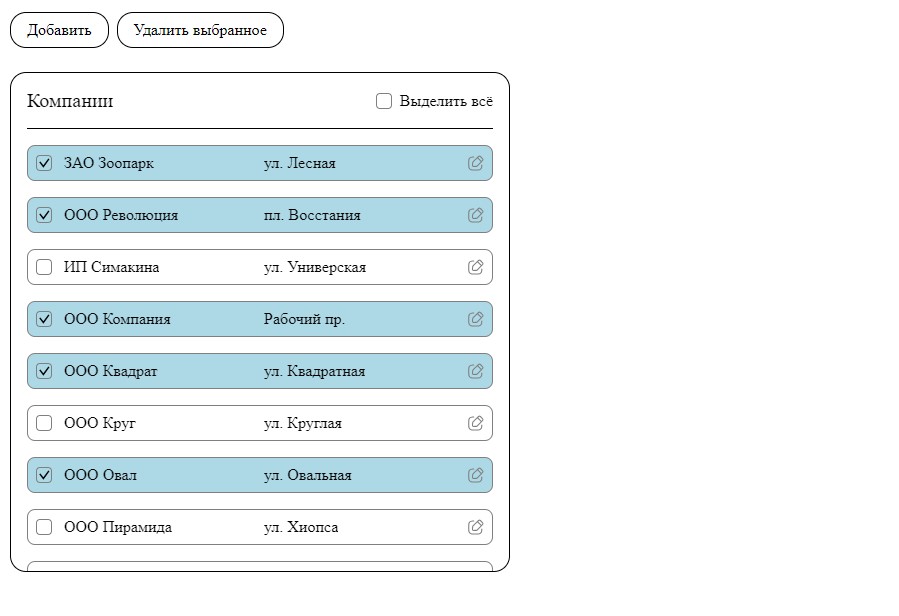 Добавить Удалить выбранное
Компании Выделить всё
ЗАО Зоопарк ул. Лесная
ООО Революция пл. Восстания
ИП Симакина ул. Универская
ООО Компания Рабочий пр.
ООО Квадрат ул. Квадратная
ООО Круг ул. Круглая
ООО Овал ул. Овальная
ООО Пирамида ул. Хиопса